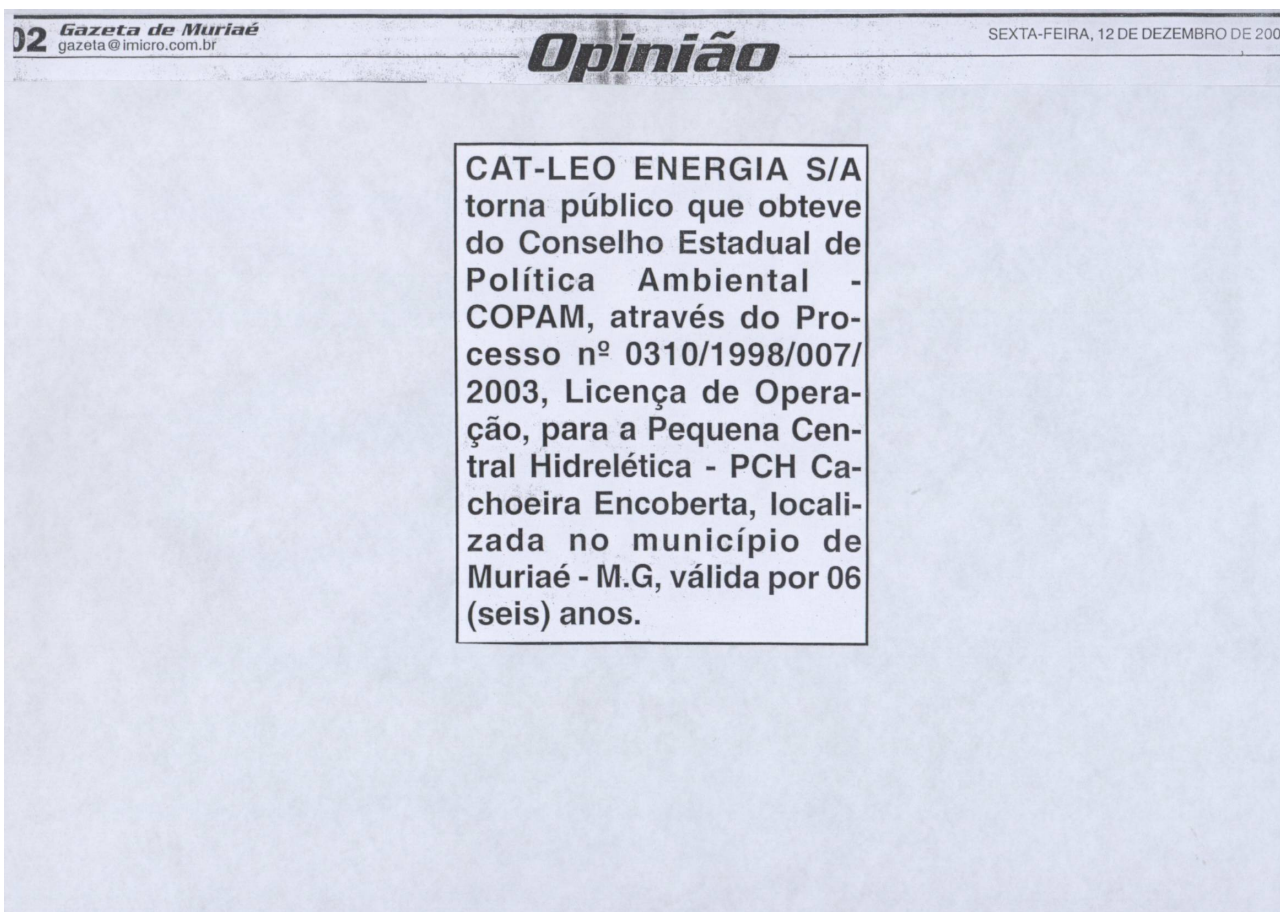 02 Gazeta de Muriaé
gazeta@imicro.com.br
Opinião
SEXTA-FEIRA, 12 DE DEZEMBRO DE 200
CAT-LEO ENERGIA S/A
torna público que obteve
do Conselho Estadual de
Política Ambiental -
COPAM, através do Pro-
cesso nº 0310/1998/007/
2003, Licença de Opera-
ção, para a Pequena Cen-
tral Hidrelética - PCH Ca-
choeira Encoberta, locali-
zada no município de
Muriaé - M.G, válida por 06
(seis) anos.